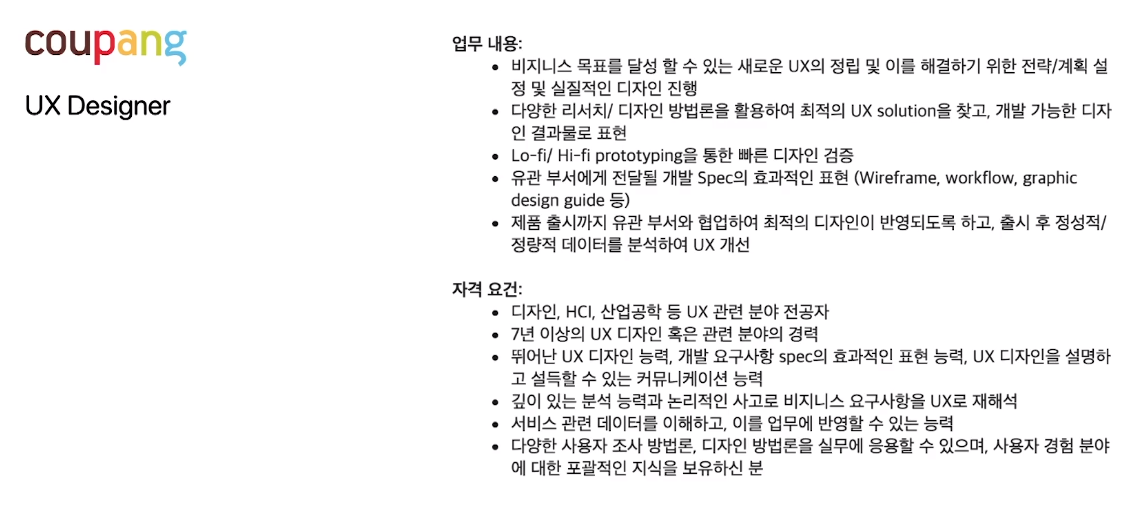 coupang
UX Designer
업무 내용:
• 비지니스 목표를 달성 할 수 있는 새로운 UX의 정립 및 이를 해결하기 위한 전략/계획 설
정 및 실질적인 디자인 진행
• 다양한 리서치/ 디자인 방법론을 활용하여 최적의 UX solution을 찾고, 개발 가능한 디자
인 결과물로 표현
• Lo-fi/ Hi-fi prototyping을 통한 빠른 디자인 검증
• 유관 부서에게 전달될 개발 Spec의 효과적인 표현 (Wireframe, workflow, graphic
design guide 등)
• 제품 출시까지 유관 부서와 협업하여 최적의 디자인이 반영되도록 하고, 출시 후 정성적/
정량적 데이터를 분석하여 UX 개선
자격 요건:
• 디자인, HCI, 산업공학 등 UX 관련 분야 전공자
• 7년 이상의 UX 디자인 혹은 관련 분야의 경력
• 뛰어난 UX 디자인 능력, 개발 요구사항 spec의 효과적인 표현 능력, UX 디자인을 설명하
고 설득할 수 있는 커뮤니케이션 능력
• 깊이 있는 분석 능력과 논리적인 사고로 비지니스 요구사항을 UX로 재해석
• 서비스 관련 데이터를 이해하고, 이를 업무에 반영할 수 있는 능력
• 다양한 사용자 조사 방법론, 디자인 방법론을 실무에 응용할 수 있으며, 사용자 경험 분야
에 대한 포괄적인 지식을 보유하신 분